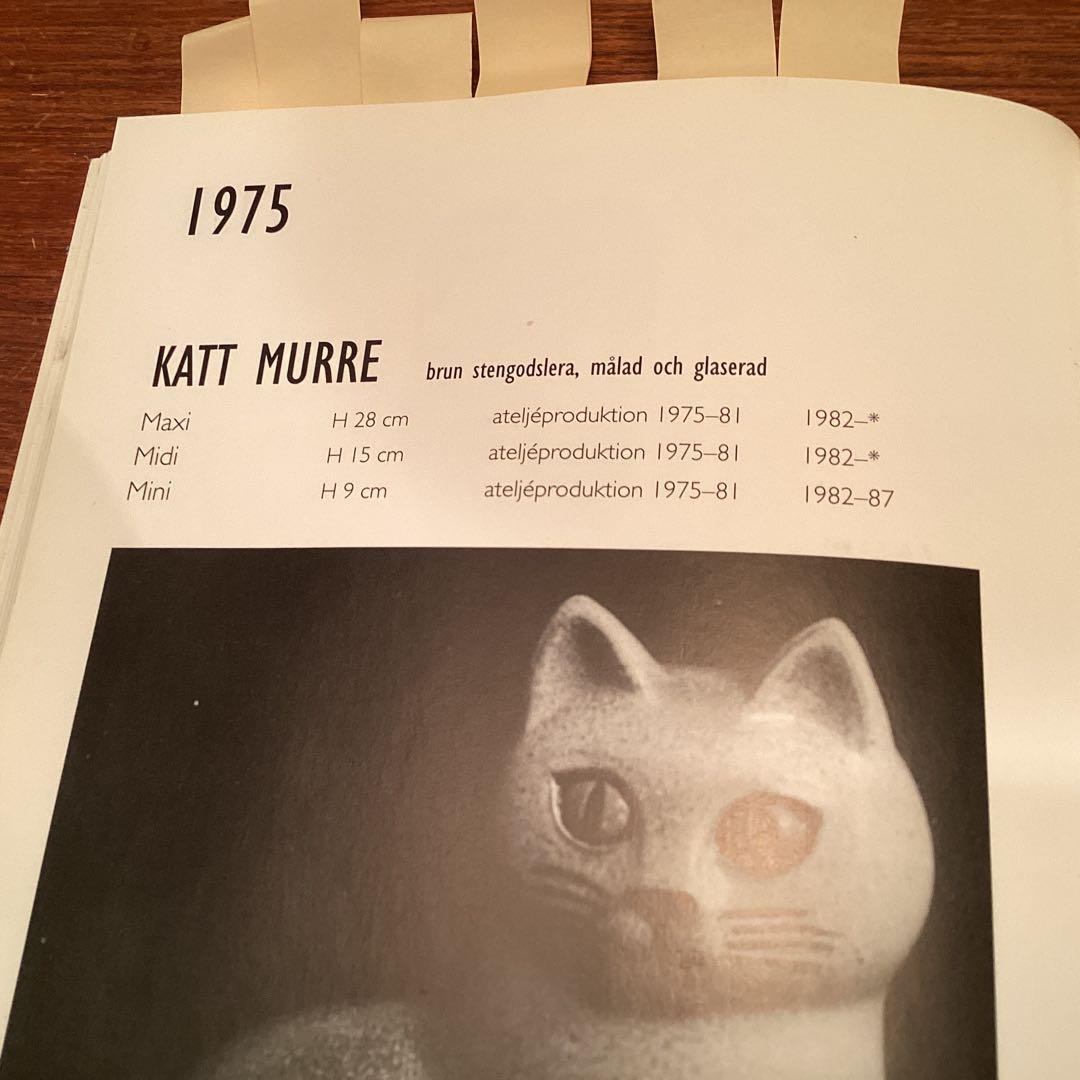 1975
KATT MURRE brun stengodslera, målad och glaserad
Maxi H 28 cm ateljéproduktion 1975–81 1982–*
Midi H 15 cm ateljéproduktion 1975–81 1982–*
Mini H 9 cm ateljéproduktion 1975–81 1982–87